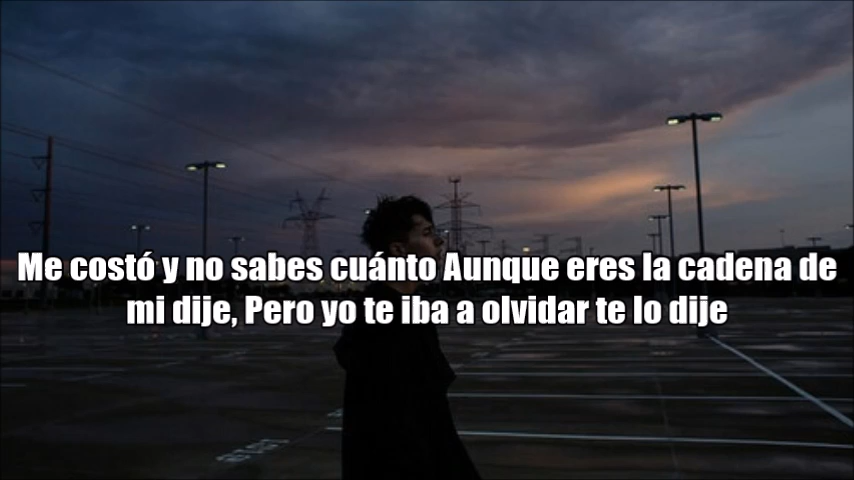 Me costó y no sabes cuánto Aunque eres la cadena de
mi dije, Pero yo te iba a olvidar te lo dije